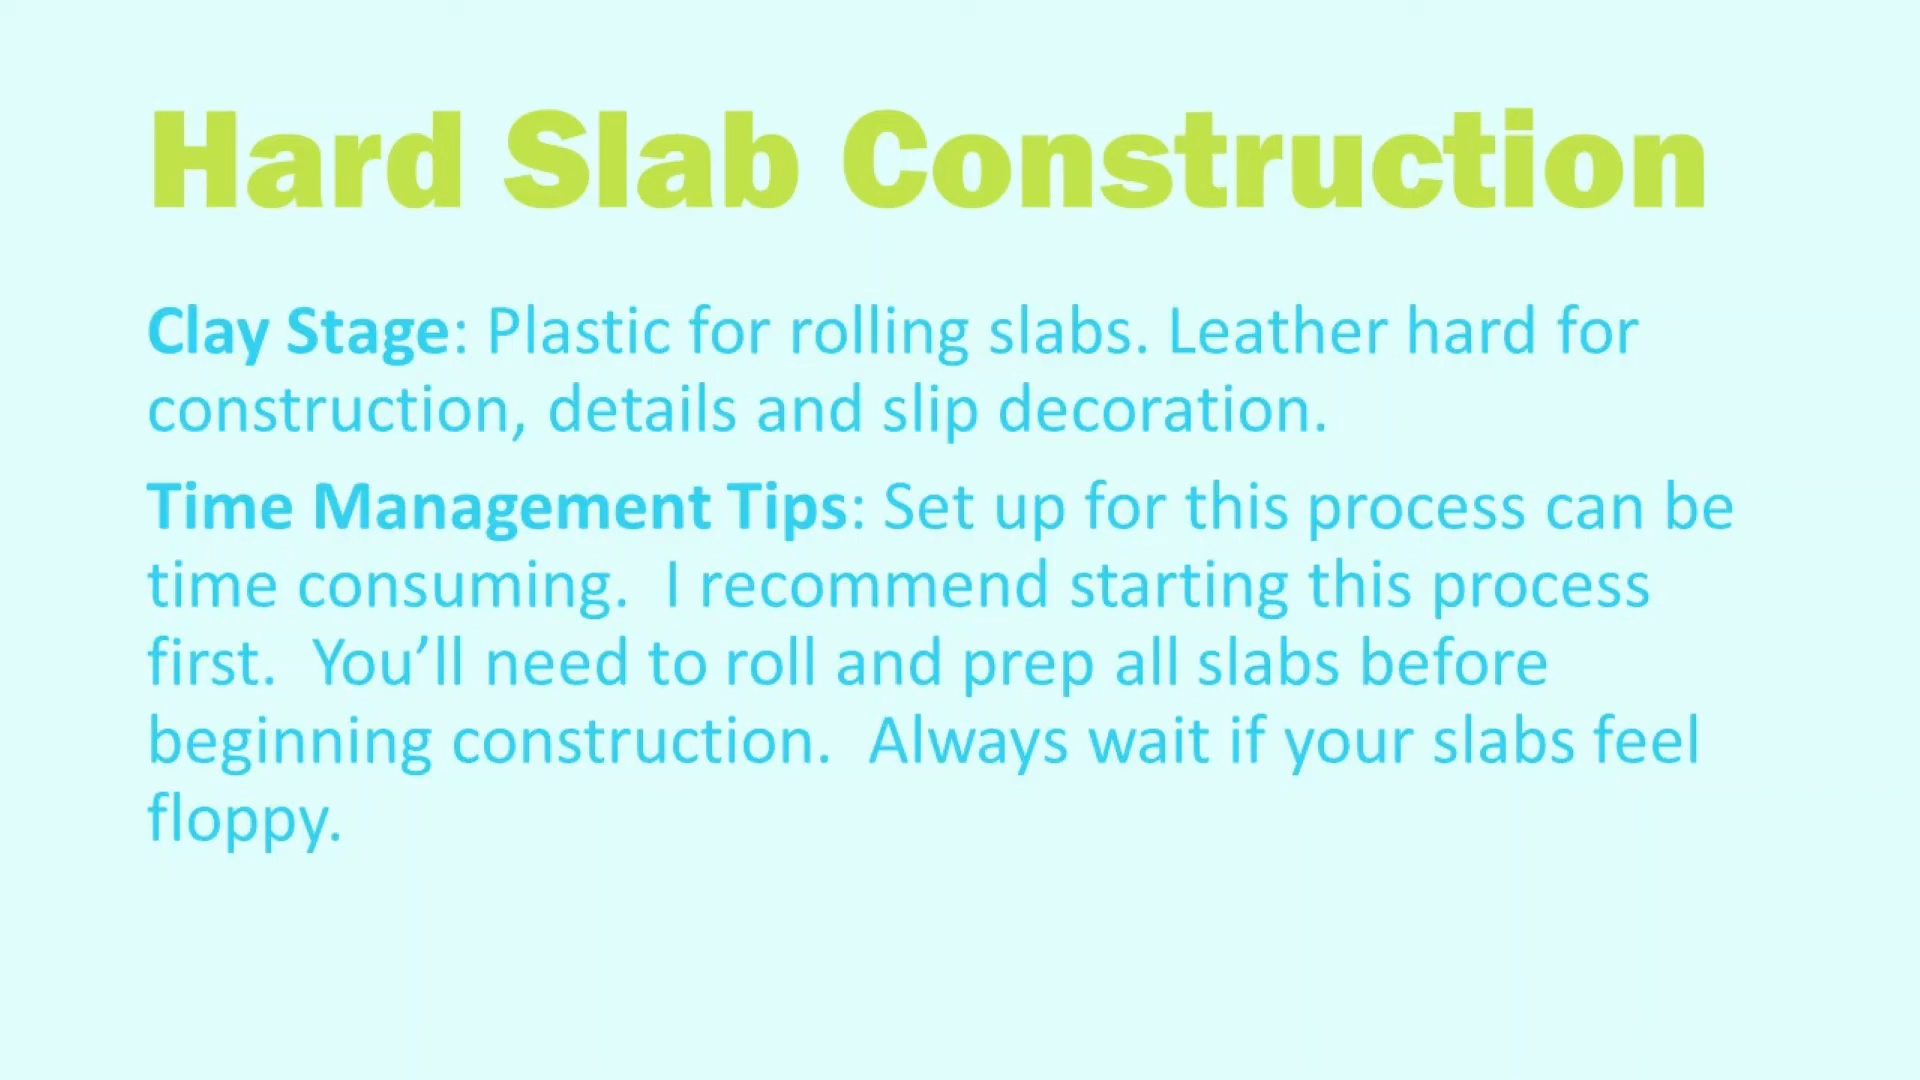 Hard Slab Construction
Clay Stage: Plastic for rolling slabs. Leather hard for
construction, details and slip decoration.
Time Management Tips: Set up for this process can be
time consuming.  I recommend starting this process
first.  You’ll need to roll and prep all slabs before
beginning construction.  Always wait if your slabs feel
floppy.